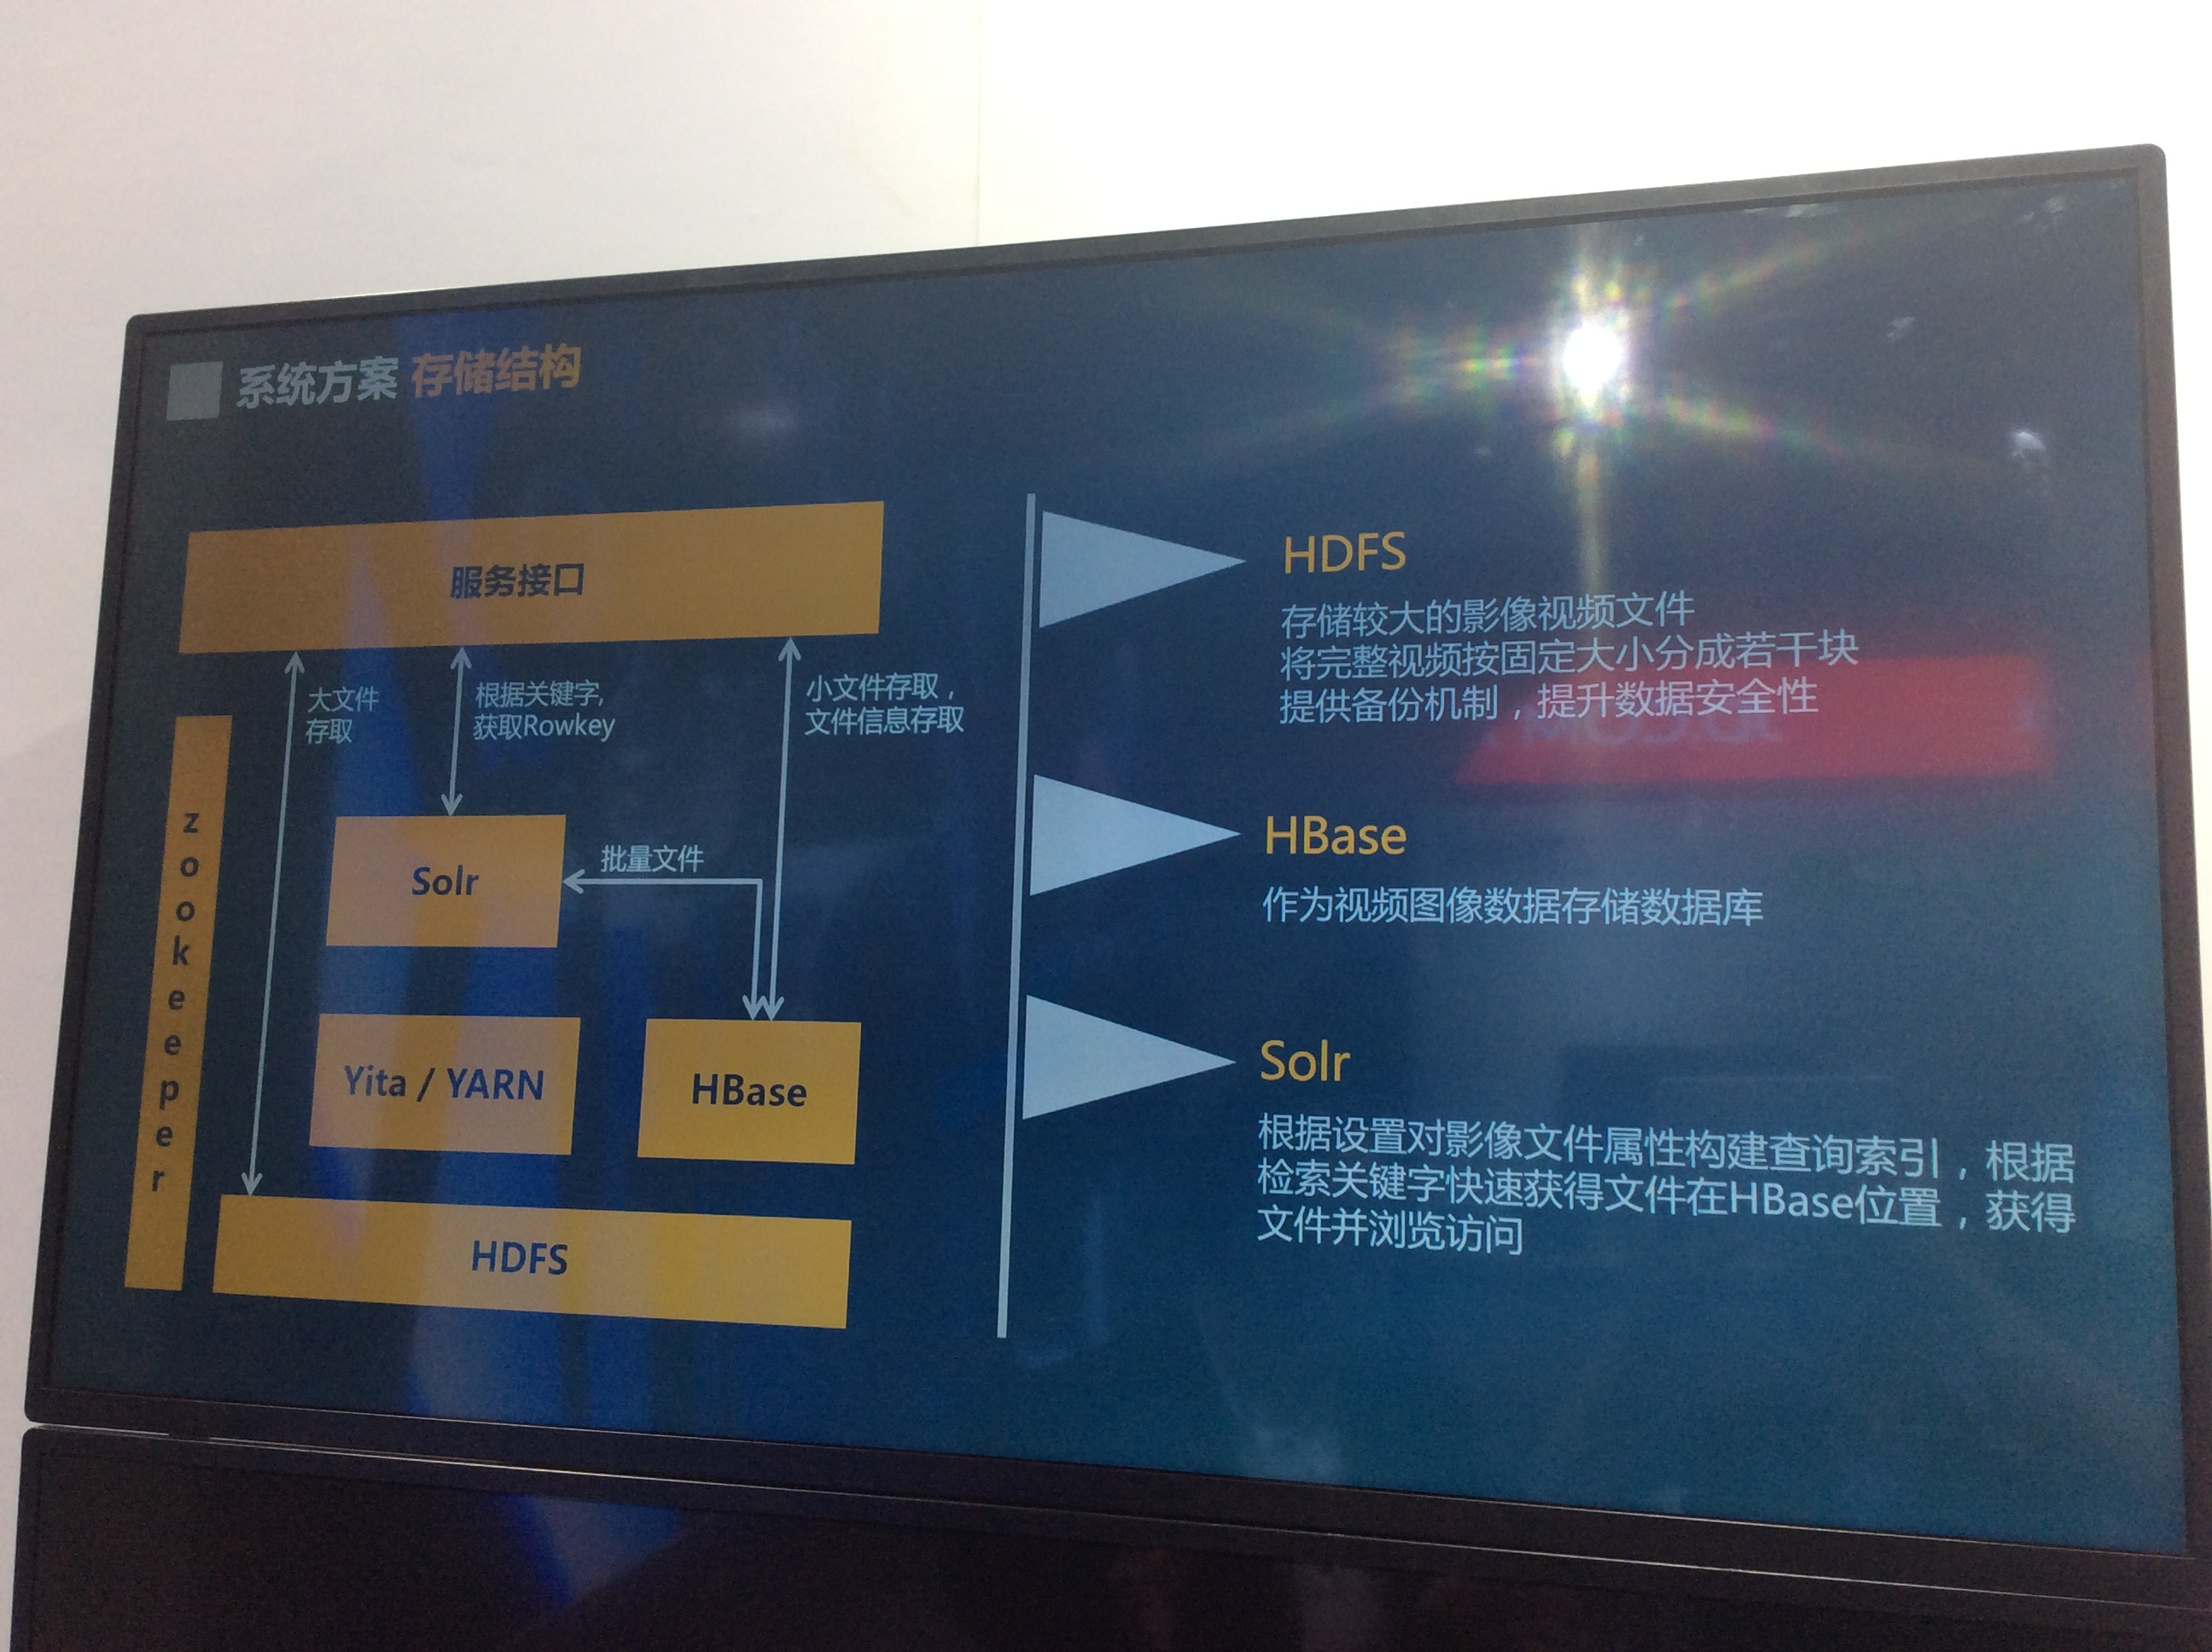 系统方案 存储结构
服务接口
大文件
存取
根据关键字,
获取Rowkey
小文件存取，
文件信息存取
zookeeper
Solr
批量文件
Yita / YARN
HBase
HDFS
HDFS
存储较大的影像视频文件
将完整视频按固定大小分成若干块
提供备份机制，提升数据安全性
HBase
作为视频图像数据存储数据库
Solr
根据设置对影像文件属性构建查询索引，根据
检索关键字快速获得文件在HBase位置，获得
文件并浏览访问